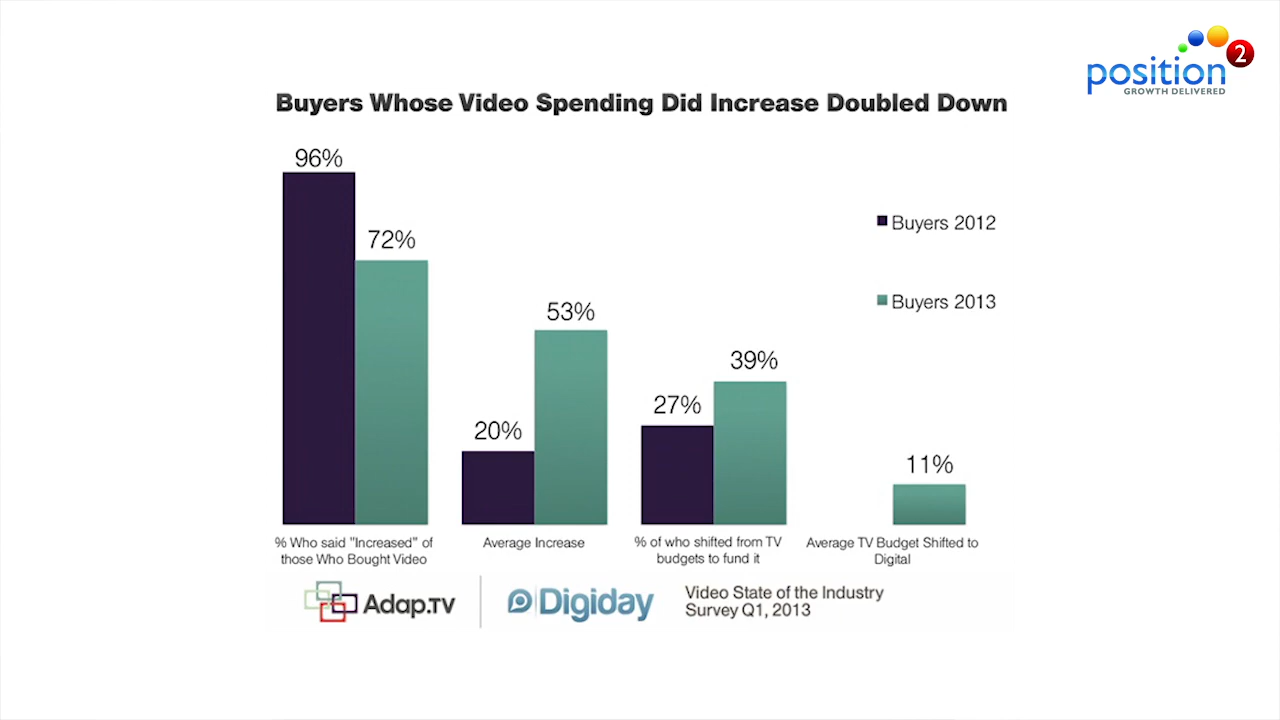 position 2
GROWTH DELIVERED
Buyers Whose Video Spending Did Increase Doubled Down
96%
72%
20%
53%
27%
39%
11%
Buyers 2012
Buyers 2013
% Who said "Increased" of
those Who Bought Video
Average Increase
% of who shifted from TV
budgets to fund it
Average TV Budget Shifted to
Digital
Adap.TV
Digiday
Video State of the Industry
Survey Q1, 2013